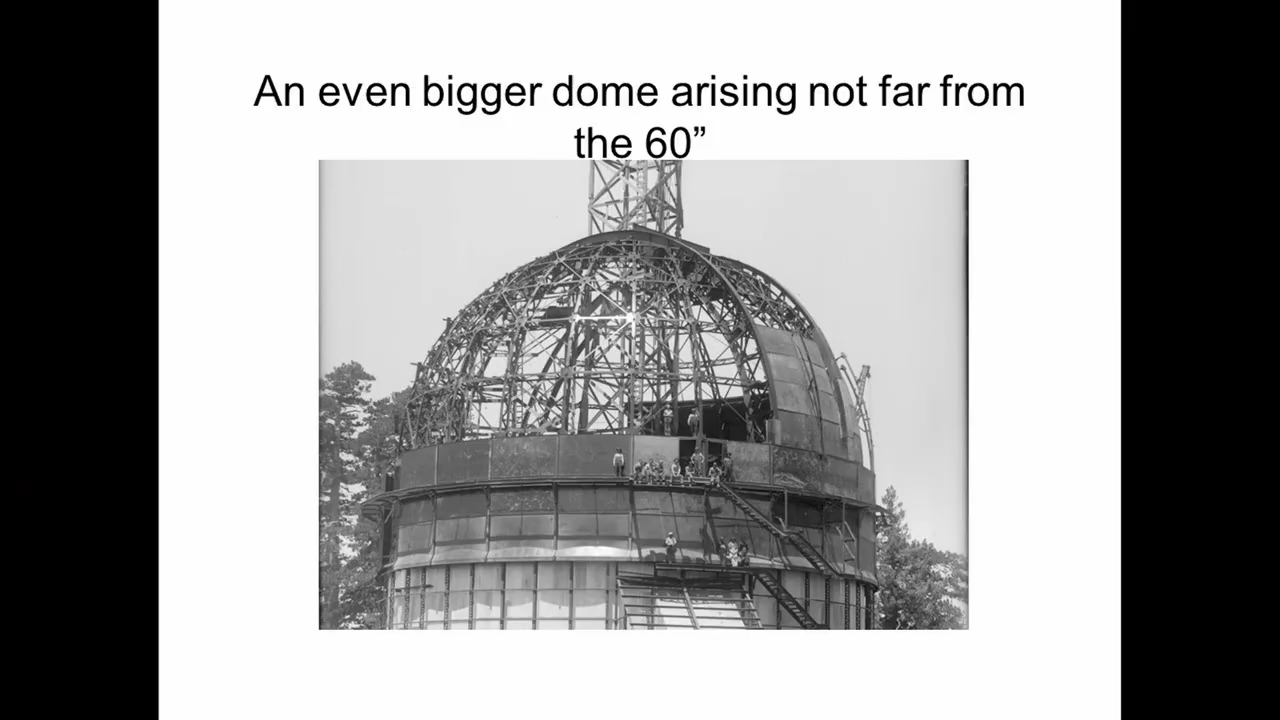 An even bigger dome arising not far from
the 60”